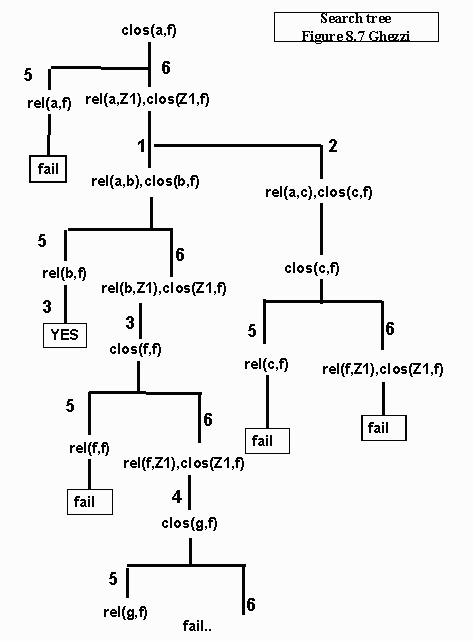 Search tree
Figure 8.7 Ghezzi
clos(a,f)
5 6
rel(a,f) rel(a,Z1),clos(Z1,f)
fail
1 2
rel(a,b),clos(b,f)
rel(a,c),clos(c,f)
5 6
clos(c,f)
rel(b,f) rel(b,Z1),clos(Z1,f)
3 3
YES
5 6
clos(f,f)
rel(c,f) rel(f,Z1),clos(Z1,f)
5 6
fail
fail
rel(f,f) rel(f,Z1),clos(Z1,f)
fail
4
clos(g,f)
5 6
rel(g,f)
fail..